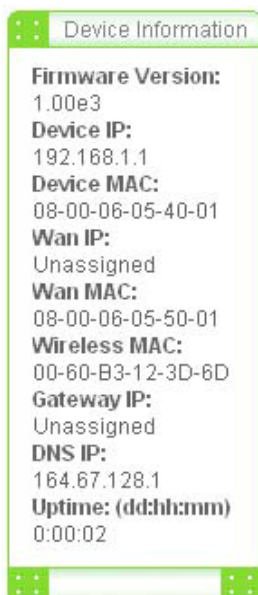 Device Information
Firmware Version:
1.00e3
Device IP:
192.168.1.1
Device MAC:
08-00-06-05-40-01
Wan IP:
Unassigned
Wan MAC:
08-00-06-05-50-01
Wireless MAC:
00-60-B3-12-3D-6D
Gateway IP:
Unassigned
DNS IP:
164.67.128.1
Uptime: (dd:hh:mm)
0:00:02